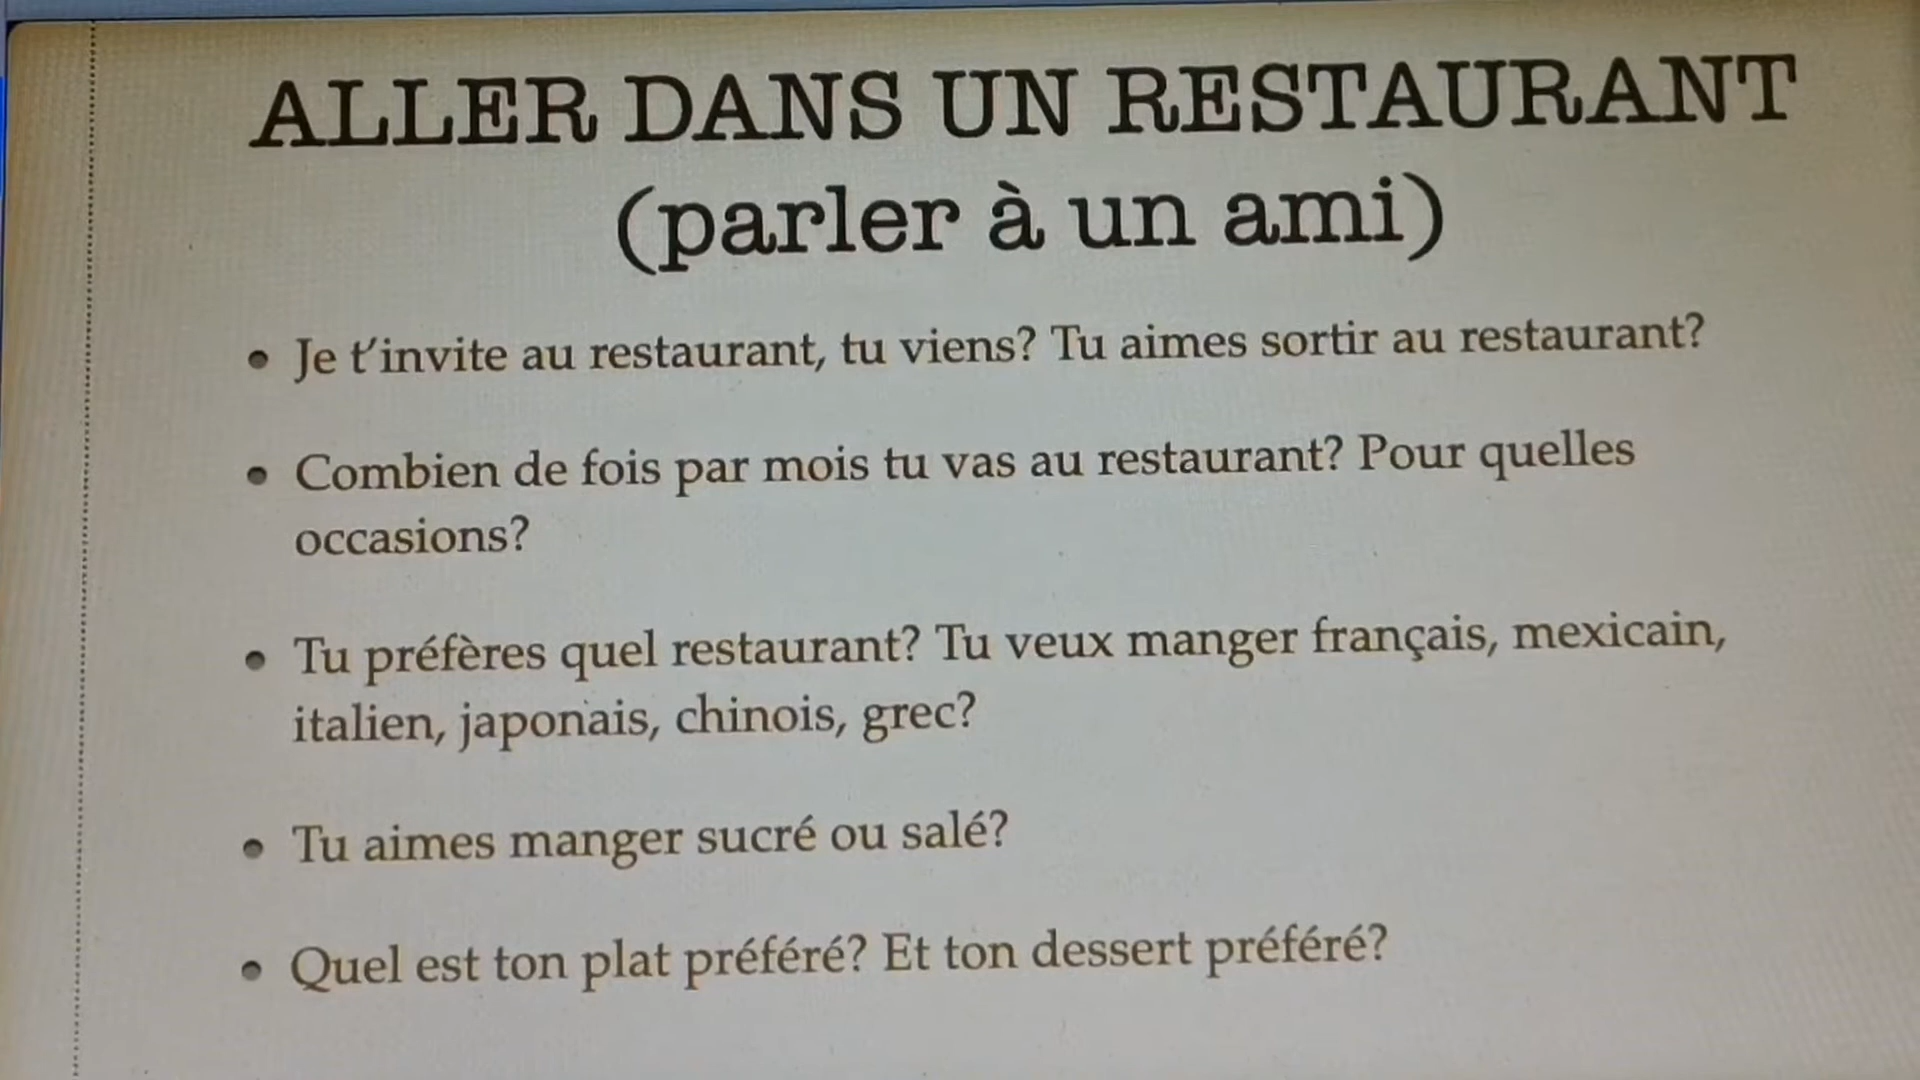 ALLER DANS UN RESTAURANT
(parler à un ami)
• Je t'invite au restaurant, tu viens? Tu aimes sortir au restaurant?
• Combien de fois par mois tu vas au restaurant? Pour quelles
occasions?
• Tu préfères quel restaurant? Tu veux manger français, mexicain,
italien, japonais, chinois, grec?
• Tu aimes manger sucré ou salé?
• Quel est ton plat préféré? Et ton dessert préféré?